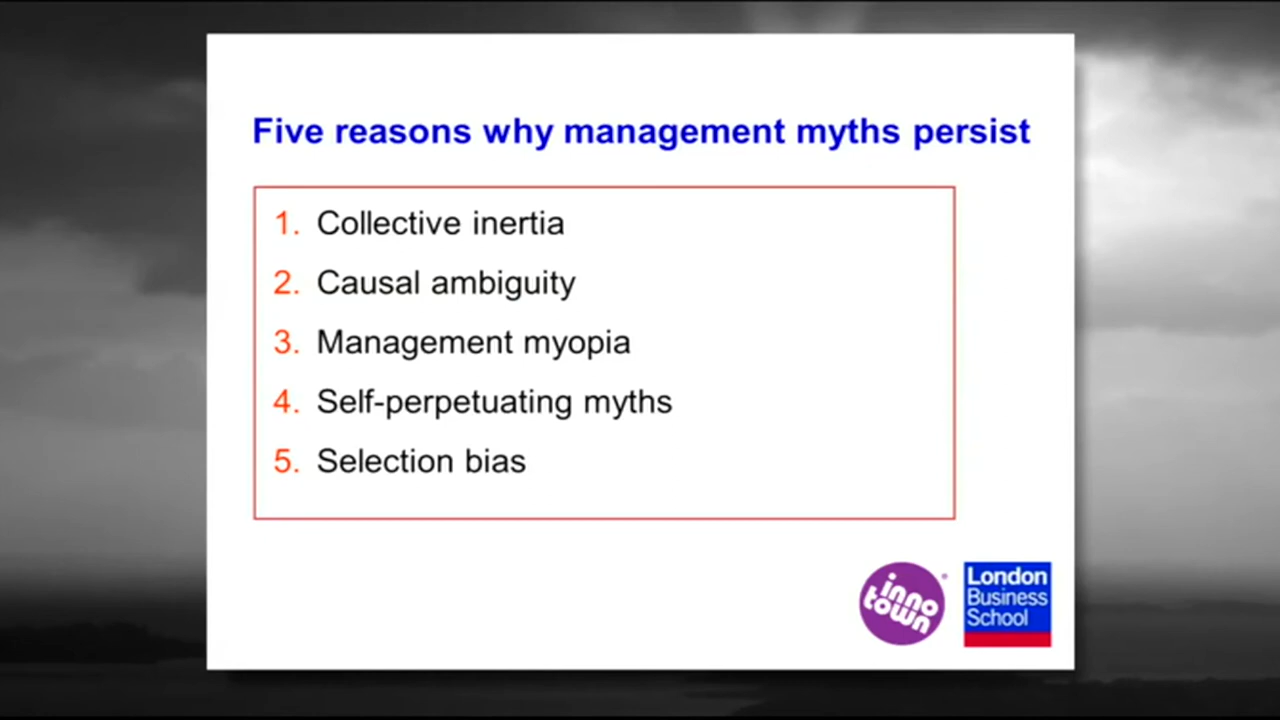 Five reasons why management myths persist
1. Collective inertia
2. Causal ambiguity
3. Management myopia
4. Self-perpetuating myths
5. Selection bias
inno
town
London
Business
School